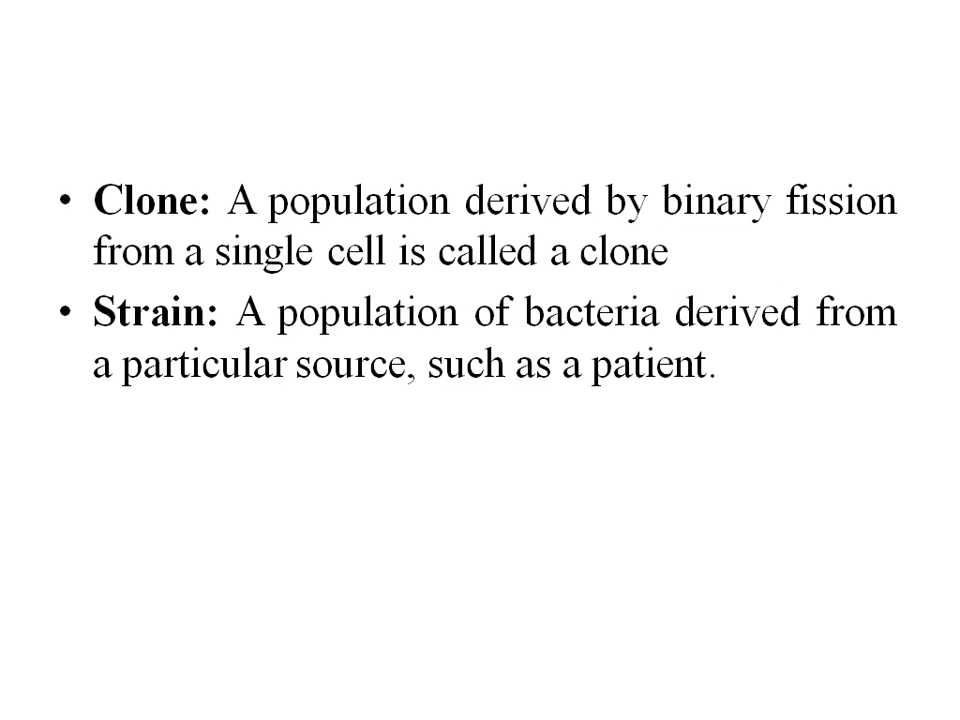 • Clone: A population derived by binary fission
from a single cell is called a clone
• Strain: A population of bacteria derived from
a particular source, such as a patient.